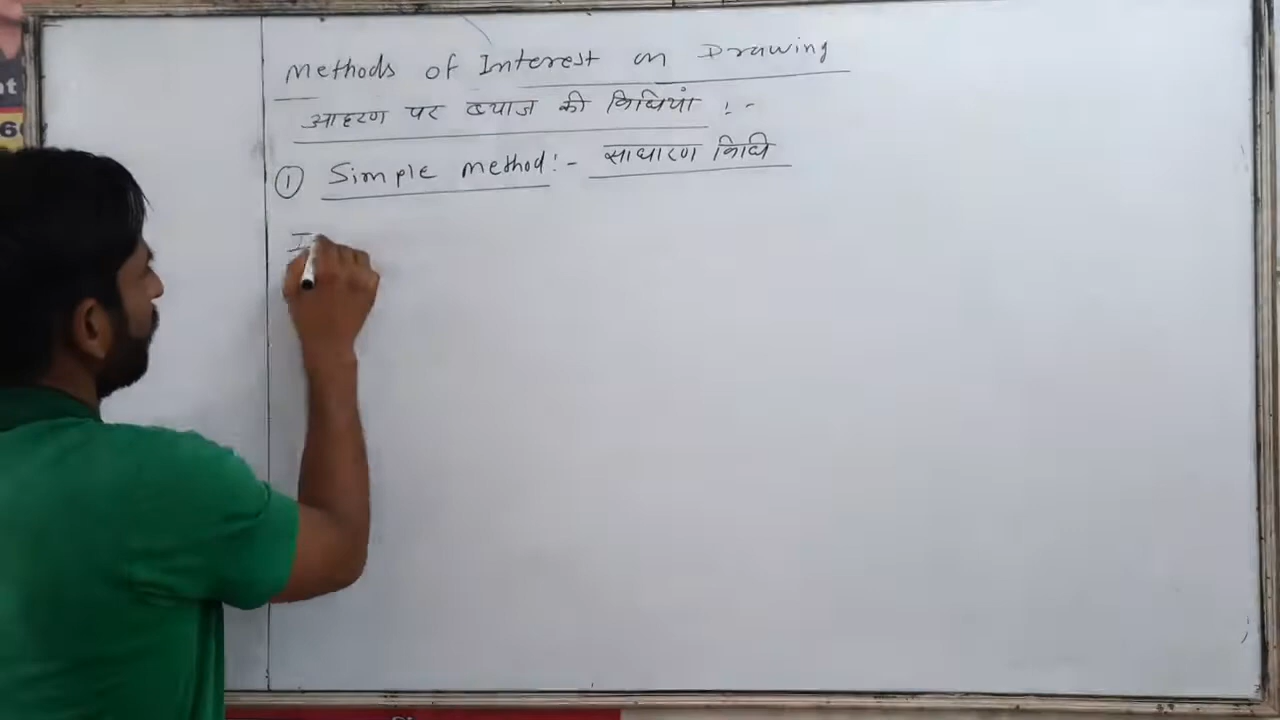 Methods of Interest on Drawing
आहरण पर ब्याज की विधियां :-
① Simple method :- साधारण विधि
I